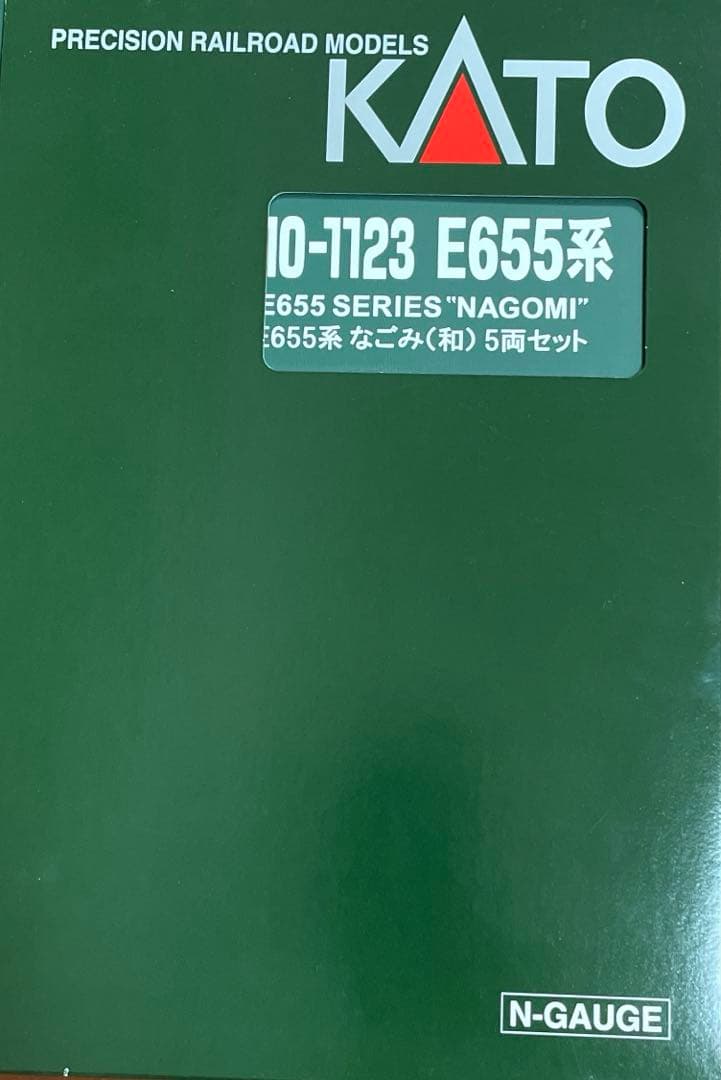 PRECISION RAILROAD MODELS
KATO
10-1123 E655系
E655 SERIES "NAGOMI"
E655系 なごみ(和) 5両セット
N-GAUGE